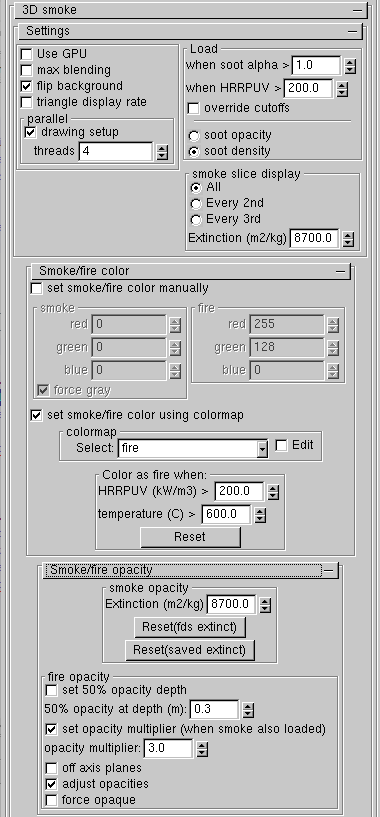 3D smoke
Settings
Use GPU
max blending
flip background
triangle display rate
parallel
drawing setup
threads 4
Load
when soot alpha > 1.0
when HRRPUV > 200.0
override cutoffs
soot opacity
soot density
smoke slice display
All
Every 2nd
Every 3rd
Extinction (m2/kg) 8700.0
Smoke/fire color
set smoke/fire color manually
smoke
red 0
green 0
blue 0
force gray
fire
red 255
green 128
blue 0
set smoke/fire color using colormap
colormap
Select: fire Edit
Color as fire when:
HRRPUV (kW/m3) > 200.0
temperature (C) > 600.0
Reset
Smoke/fire opacity
smoke opacity
Extinction (m2/kg) 8700.0
Reset(fds extinct)
Reset(saved extinct)
fire opacity
set 50% opacity depth
50% opacity at depth (m): 0.3
set opacity multiplier (when smoke also loaded)
opacity multiplier: 3.0
off axis planes
adjust opacities
force opaque